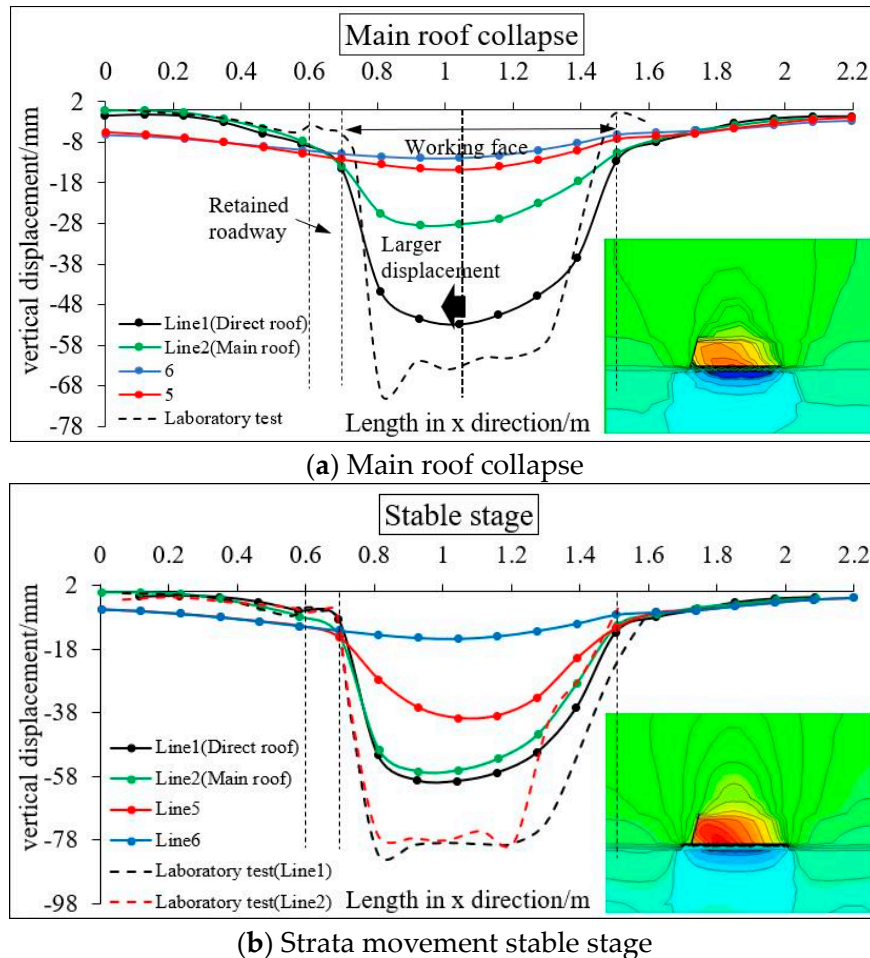 Main roof collapse
0 0.2 0.4 0.6 0.8 1 1.2 1.4 1.6 1.8 2 2.2
2
-8
-18
-28
-38
-48
-58
-68
-78
vertical displacement/mm
Working face
Retained
roadway
Larger
displacement
Line1(Direct roof)
Line2(Main roof)
6
5
Laboratory test
Length in x direction/m
(a) Main roof collapse
Stable stage
0 0.2 0.4 0.6 0.8 1 1.2 1.4 1.6 1.8 2 2.2
2
-18
-38
-58
-78
-98
vertical displacement/mm
Line1(Direct roof)
Line2(Main roof)
Line5
Line6
Laboratory test(Line1)
Laboratory test(Line2)
Length in x direction/m
(b) Strata movement stable stage